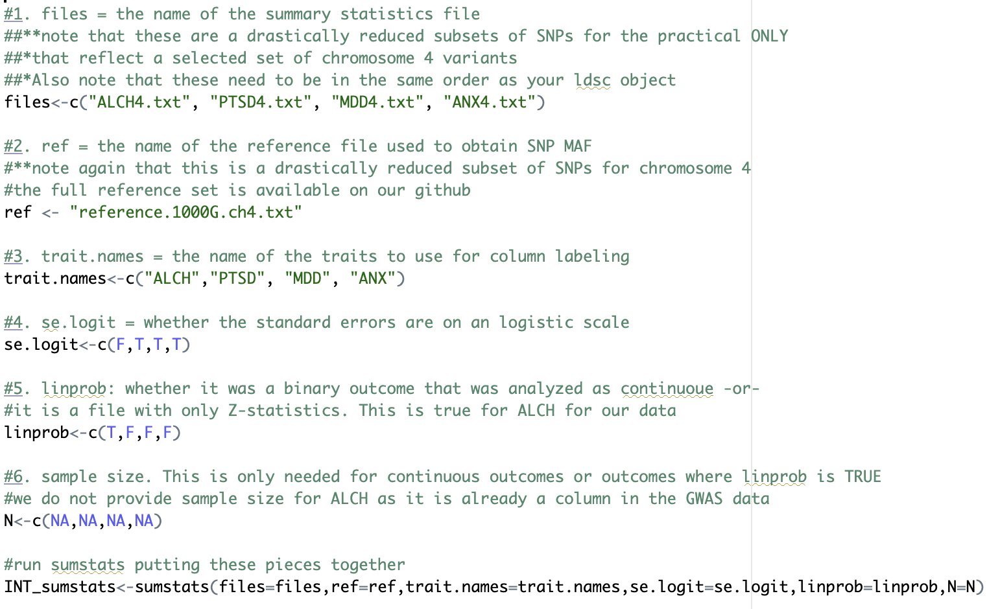 #1. files = the name of the summary statistics file
##**note that these are a drastically reduced subsets of SNPs for the practical ONLY
##*that reflect a selected set of chromosome 4 variants
##*Also note that these need to be in the same order as your ldsc object
files<-c("ALCH4.txt", "PTSD4.txt", "MDD4.txt", "ANX4.txt")
#2. ref = the name of the reference file used to obtain SNP MAF
#**note again that this is a drastically reduced subset of SNPs for chromosome 4
#the full reference set is available on our github
ref <- "reference.1000G.ch4.txt"
#3. trait.names = the name of the traits to use for column labeling
trait.names<-c("ALCH","PTSD", "MDD", "ANX")
#4. se.logit = whether the standard errors are on an logistic scale
se.logit<-c(F,T,T,T)
#5. linprob: whether it was a binary outcome that was analyzed as continuoue -or-
#it is a file with only Z-statistics. This is true for ALCH for our data
linprob<-c(T,F,F,F)
#6. sample size. This is only needed for continuous outcomes or outcomes where linprob is TRUE
#we do not provide sample size for ALCH as it is already a column in the GWAS data
N<-c(NA,NA,NA,NA)
#run sumstats putting these pieces together
INT_sumstats<-sumstats(files=files,ref=ref,trait.names=trait.names,se.logit=se.logit,linprob=linprob,N=N)